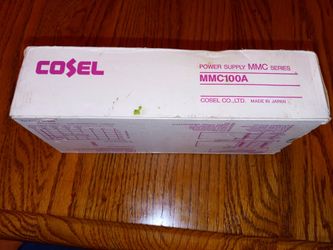 COSEL
POWER SUPPLY MMC SERIES
MMC100A
COSEL CO., LTD. MADE IN JAPAN